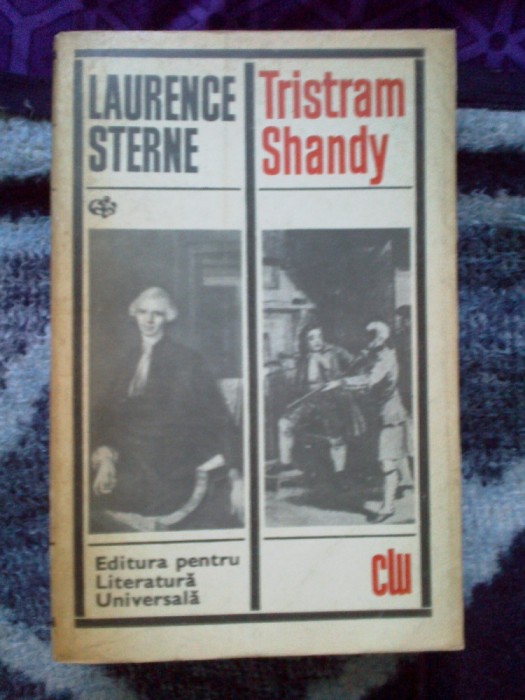 LAURENCE
STERNE
Tristram
Shandy
Editura pentru
Literatură
Universală
clu